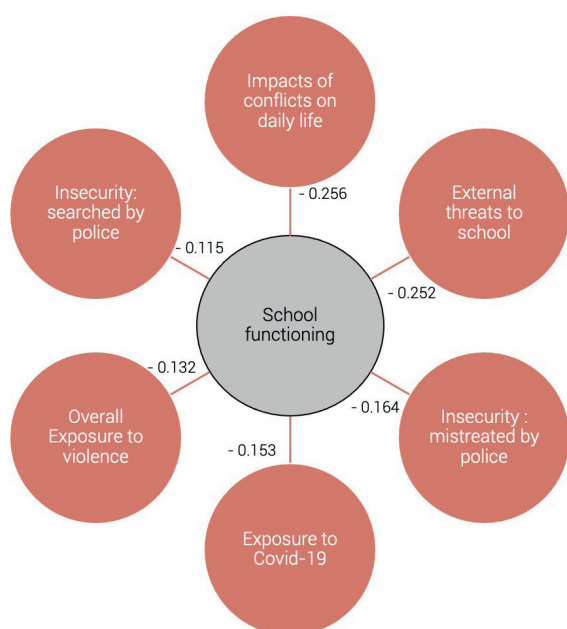 Impacts of
conflicts on
daily life
- 0.256
Insecurity:
searched by
police
- 0.115
External
threats to
school
- 0.252
School
functioning
- 0.132
Overall
Exposure to
violence
- 0.164
Insecurity :
mistreated by
police
- 0.153
Exposure to
Covid-19